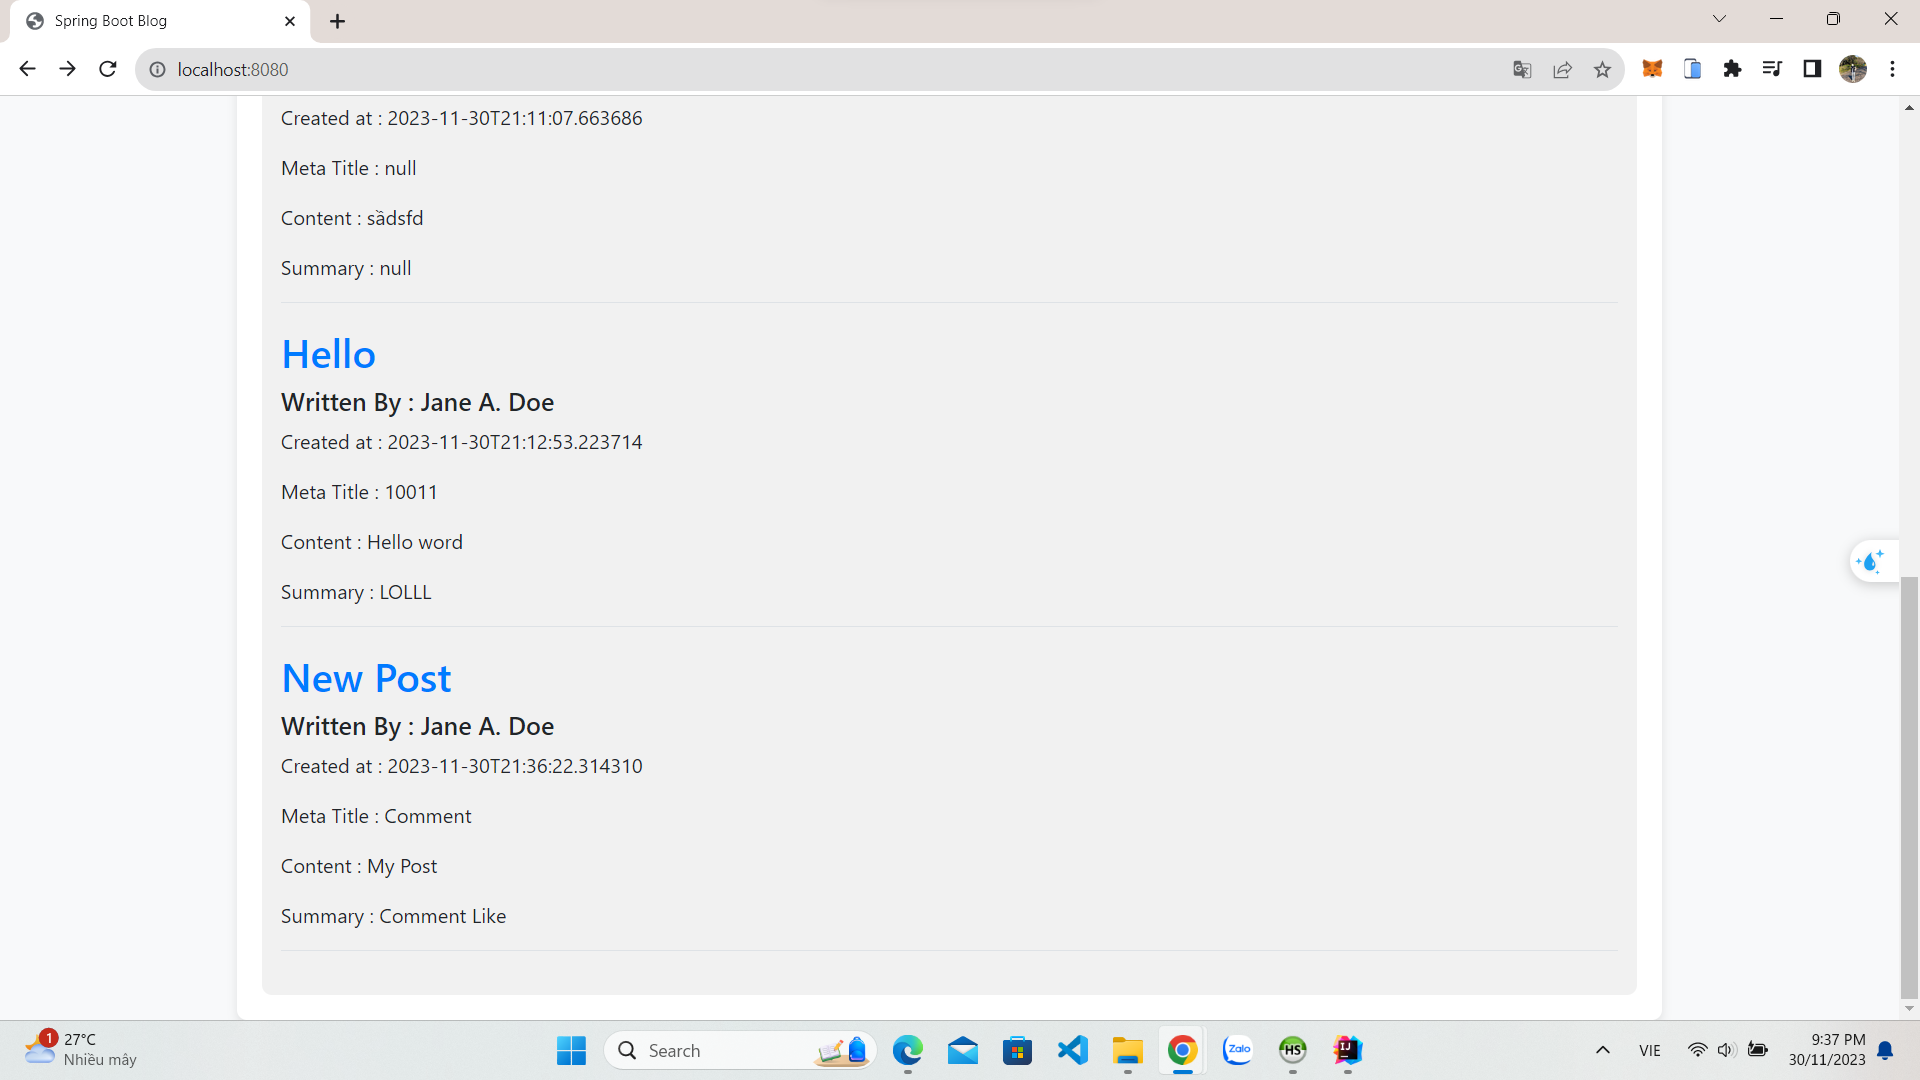 Spring Boot Blog
localhost:8080
Created at : 2023-11-30T21:11:07.663686
Meta Title : null
Content : sầdsfd
Summary : null
Hello
Written By : Jane A. Doe
Created at : 2023-11-30T21:12:53.223714
Meta Title : 10011
Content : Hello word
Summary : LOLLL
New Post
Written By : Jane A. Doe
Created at : 2023-11-30T21:36:22.314310
Meta Title : Comment
Content : My Post
Summary : Comment Like
1
27°C
Nhiều mây
Search
Zalo
HS
IJ
VIE
9:37 PM
30/11/2023